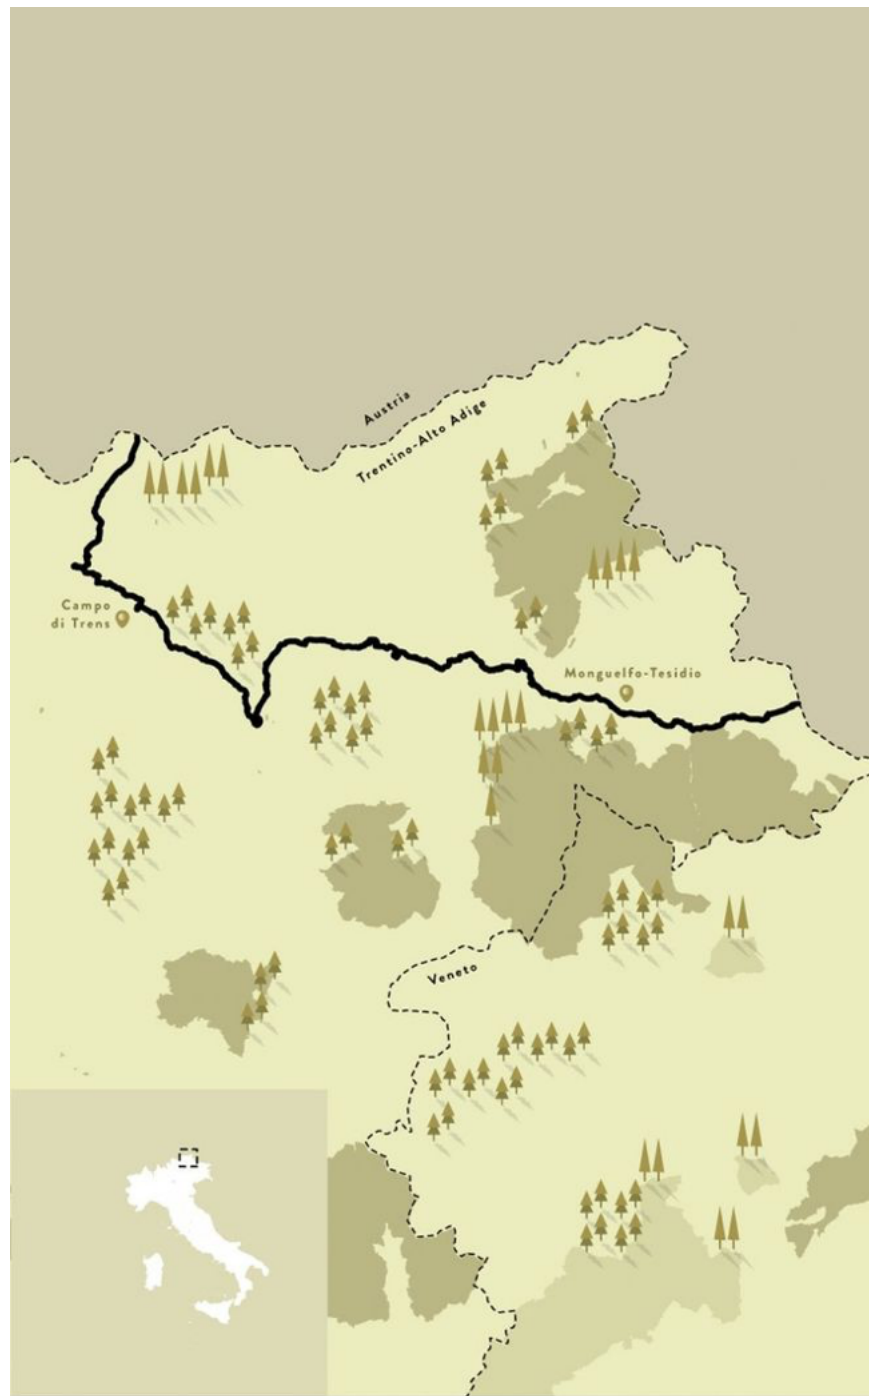 Austria
Trentino-Alto Adige
Campo
di Trens
Monguelfo-Tesidio
Veneto